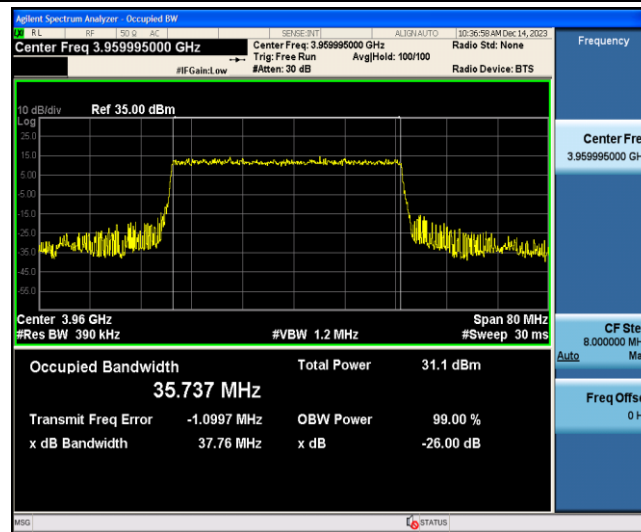 Agilent Spectrum Analyzer - Occupied BW
RL RF 50 Ω AC SENSE:INT ALIGNAUTO 10:36:58 AM Dec 14, 2023
Center Freq 3.959995000 GHz Center Freq: 3.959995000 GHz Radio Std: None
Trig: Free Run Avg|Hold: 100/100
#IFGain:Low #Atten: 30 dB Radio Device: BTS
Frequency
10 dB/div Ref 35.00 dBm
Log
25.0
15.0
5.00
-5.00
-15.0
-25.0
-35.0
-45.0
-55.0
Center 3.96 GHz Span 80 MHz
#Res BW 390 kHz #VBW 1.2 MHz #Sweep 30 ms
Occupied Bandwidth Total Power 31.1 dBm
35.737 MHz
Transmit Freq Error -1.0997 MHz OBW Power 99.00 %
x dB Bandwidth 37.76 MHz x dB -26.00 dB
Center Fre
3.959995000 GH
CF Ste
8.000000 MH
Auto Ma
Freq Offse
0 H
MSG STATUS